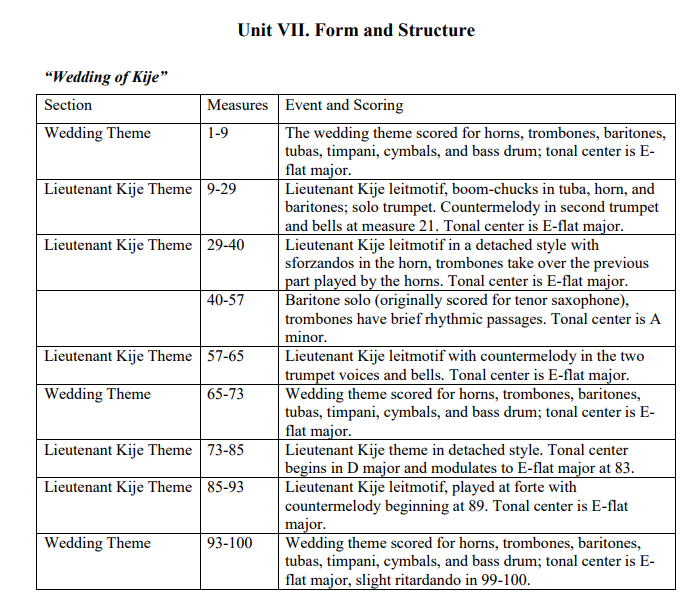 Unit VII. Form and Structure
“Wedding of Kije”
Section Measures Event and Scoring
Wedding Theme 1-9 The wedding theme scored for horns, trombones, baritones,
tubas, timpani, cymbals, and bass drum; tonal center is E-
flat major.
Lieutenant Kije Theme 9-29 Lieutenant Kije leitmotif, boom-chucks in tuba, horn, and
baritones; solo trumpet. Countermelody in second trumpet
and bells at measure 21. Tonal center is E-flat major.
Lieutenant Kije Theme 29-40 Lieutenant Kije leitmotif in a detached style with
sforzandos in the horn, trombones take over the previous
part played by the horns. Tonal center is E-flat major.
40-57 Baritone solo (originally scored for tenor saxophone),
trombones have brief rhythmic passages. Tonal center is A
minor.
Lieutenant Kije Theme 57-65 Lieutenant Kije leitmotif with countermelody in the two
trumpet voices and bells. Tonal center is E-flat major.
Wedding Theme 65-73 Wedding theme scored for horns, trombones, baritones,
tubas, timpani, cymbals, and bass drum; tonal center is E-
flat major.
Lieutenant Kije Theme 73-85 Lieutenant Kije theme in detached style. Tonal center
begins in D major and modulates to E-flat major at 83.
Lieutenant Kije Theme 85-93 Lieutenant Kije leitmotif, played at forte with
countermelody beginning at 89. Tonal center is E-flat
major.
Wedding Theme 93-100 Wedding theme scored for horns, trombones, baritones,
tubas, timpani, cymbals, and bass drum; tonal center is E-
flat major, slight ritardando in 99-100.